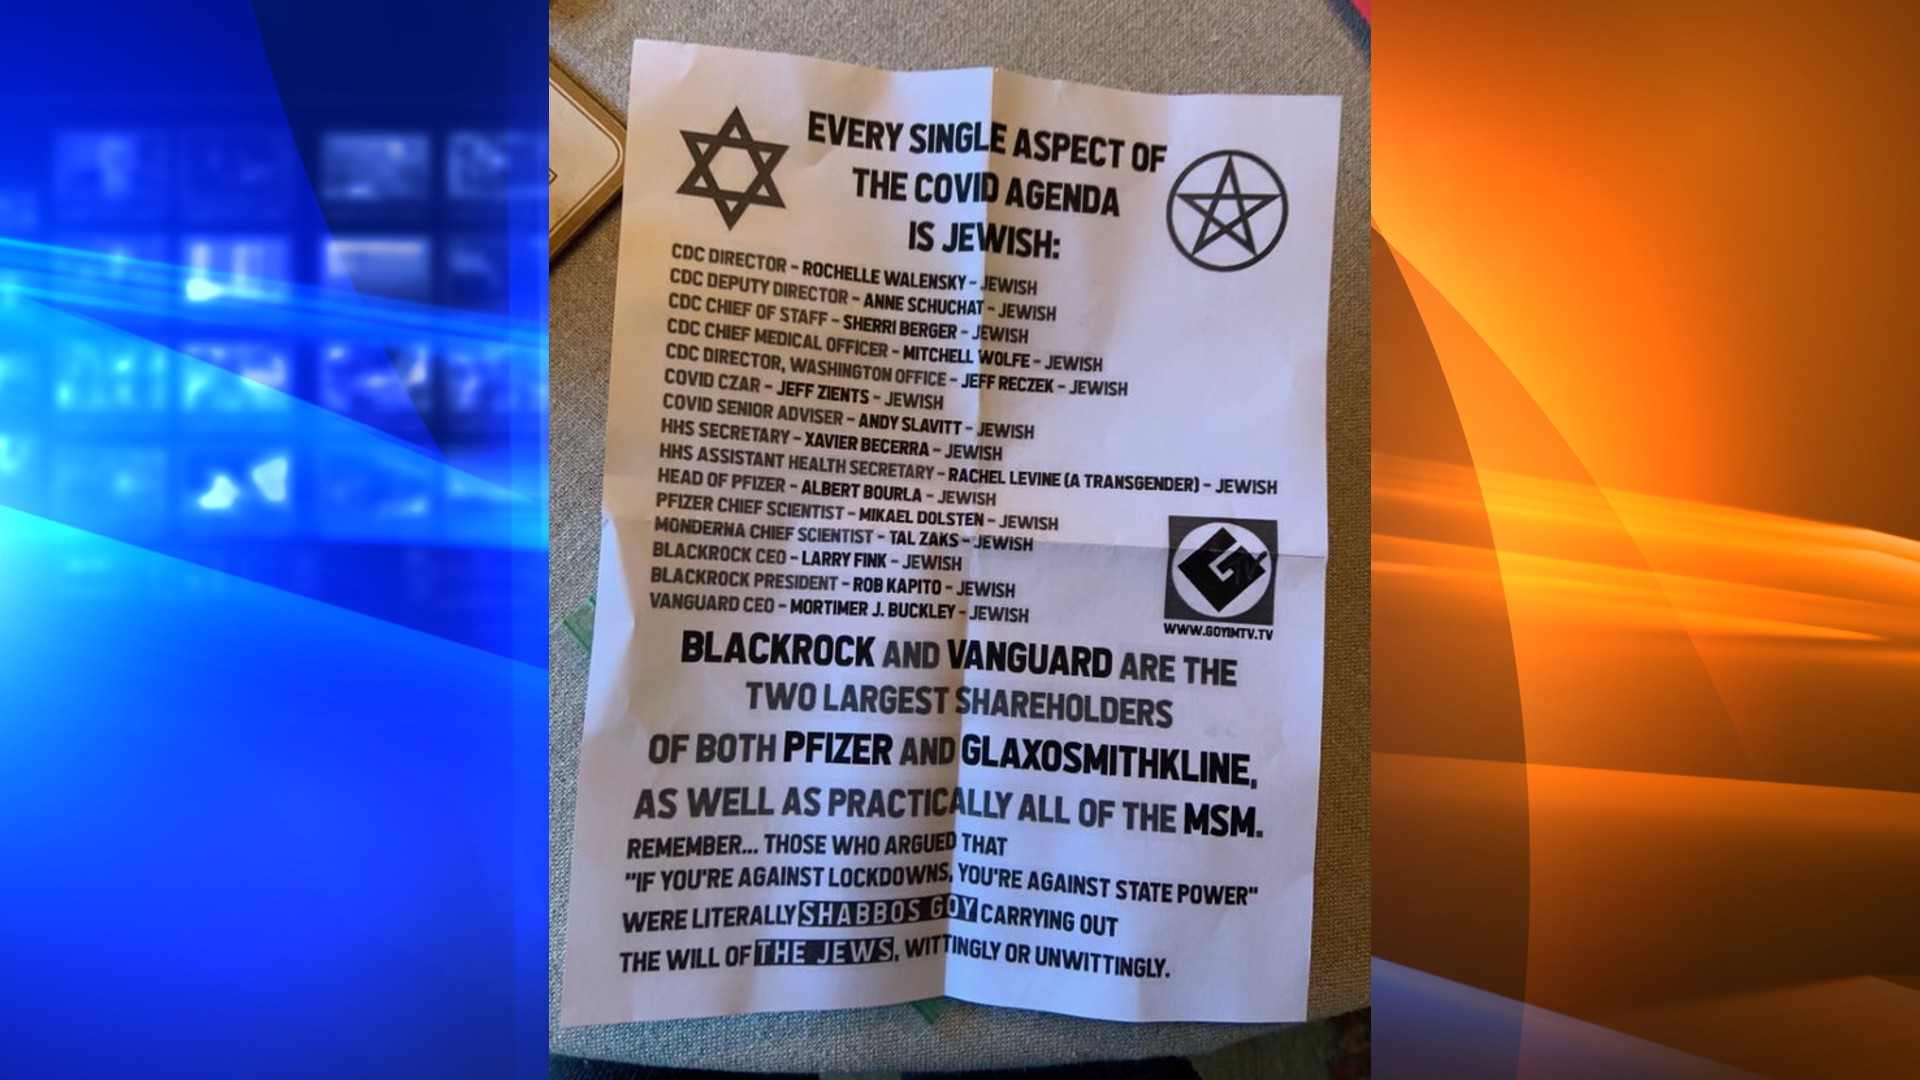 EVERY SINGLE ASPECT OF
THE COVID AGENDA
IS JEWISH:
CDC DIRECTOR - ROCHELLE WALENSKY - JEWISH
CDC DEPUTY DIRECTOR - ANNE SCHUCHAT - JEWISH
CDC CHIEF OF STAFF - SHERRI BERGER - JEWISH
CDC CHIEF MEDICAL OFFICER - MITCHELL WOLFE - JEWISH
CDC DIRECTOR, WASHINGTON OFFICE - JEFF RECZEK - JEWISH
COVID CZAR - JEFF ZIENTS - JEWISH
COVID SENIOR ADVISER - ANDY SLAVITT - JEWISH
HHS SECRETARY - XAVIER BECERRA - JEWISH
HHS ASSISTANT HEALTH SECRETARY - RACHEL LEVINE (A TRANSGENDER) - JEWISH
HEAD OF PFIZER - ALBERT BOURLA - JEWISH
PFIZER CHIEF SCIENTIST - MIKAEL DOLSTEN - JEWISH
MONDERNA CHIEF SCIENTIST - TAL ZAKS - JEWISH
BLACKROCK CEO - LARRY FINK - JEWISH
BLACKROCK PRESIDENT - ROB KAPITO - JEWISH
VANGUARD CEO - MORTIMER J. BUCKLEY - JEWISH
G TV
WWW.GOYIMTV.TV
BLACKROCK AND VANGUARD ARE THE
TWO LARGEST SHAREHOLDERS
OF BOTH PFIZER AND GLAXOSMITHKLINE,
AS WELL AS PRACTICALLY ALL OF THE MSM.
REMEMBER... THOSE WHO ARGUED THAT
"IF YOU'RE AGAINST LOCKDOWNS, YOU'RE AGAINST STATE POWER"
WERE LITERALLY SHABBOS GOY CARRYING OUT
THE WILL OF THE JEWS, WITTINGLY OR UNWITTINGLY.